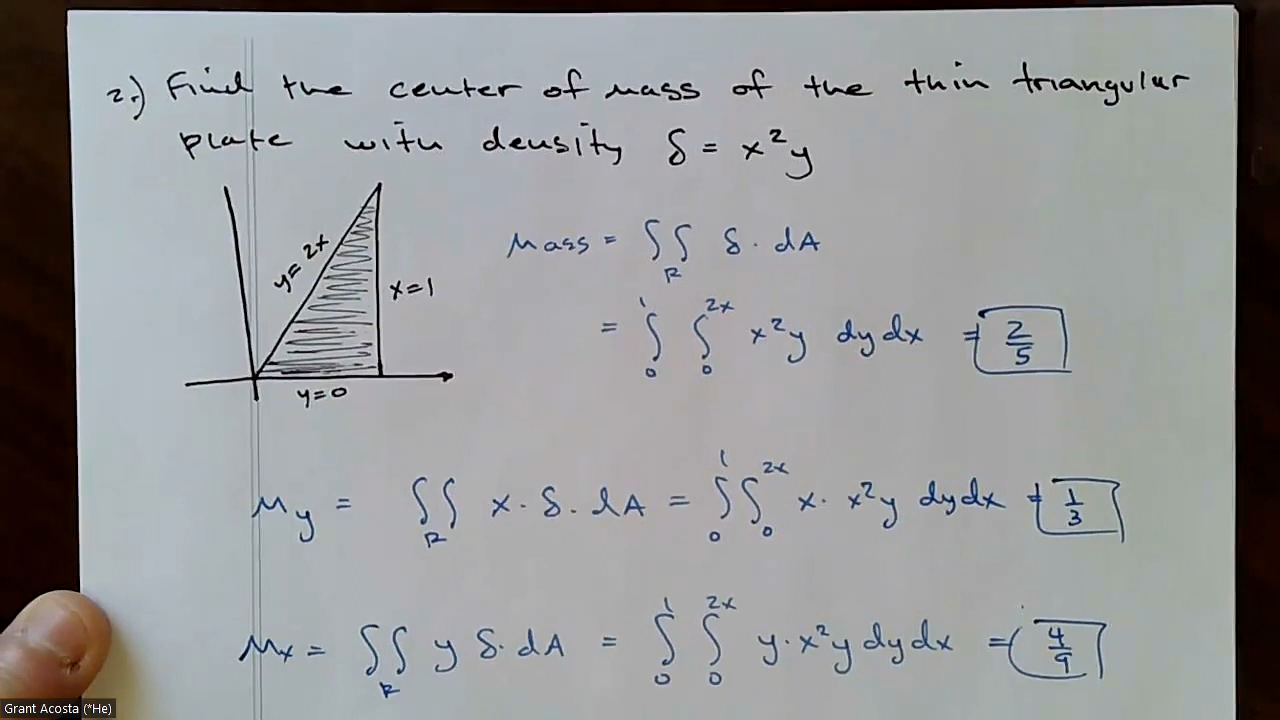 2.) Find the center of mass of the thin triangular
plate with density δ = x²y
y = 2x
x = 1
y = 0
Mass = ∬_R δ · dA
= ∫₀¹ ∫₀^{2x} x²y dy dx = 2/5
My = ∬_R x · δ · dA = ∫₀¹ ∫₀^{2x} x · x²y dy dx = 1/3
Mx = ∬_R y δ · dA = ∫₀¹ ∫₀^{2x} y · x²y dy dx = 4/9
Grant Acosta (*He)